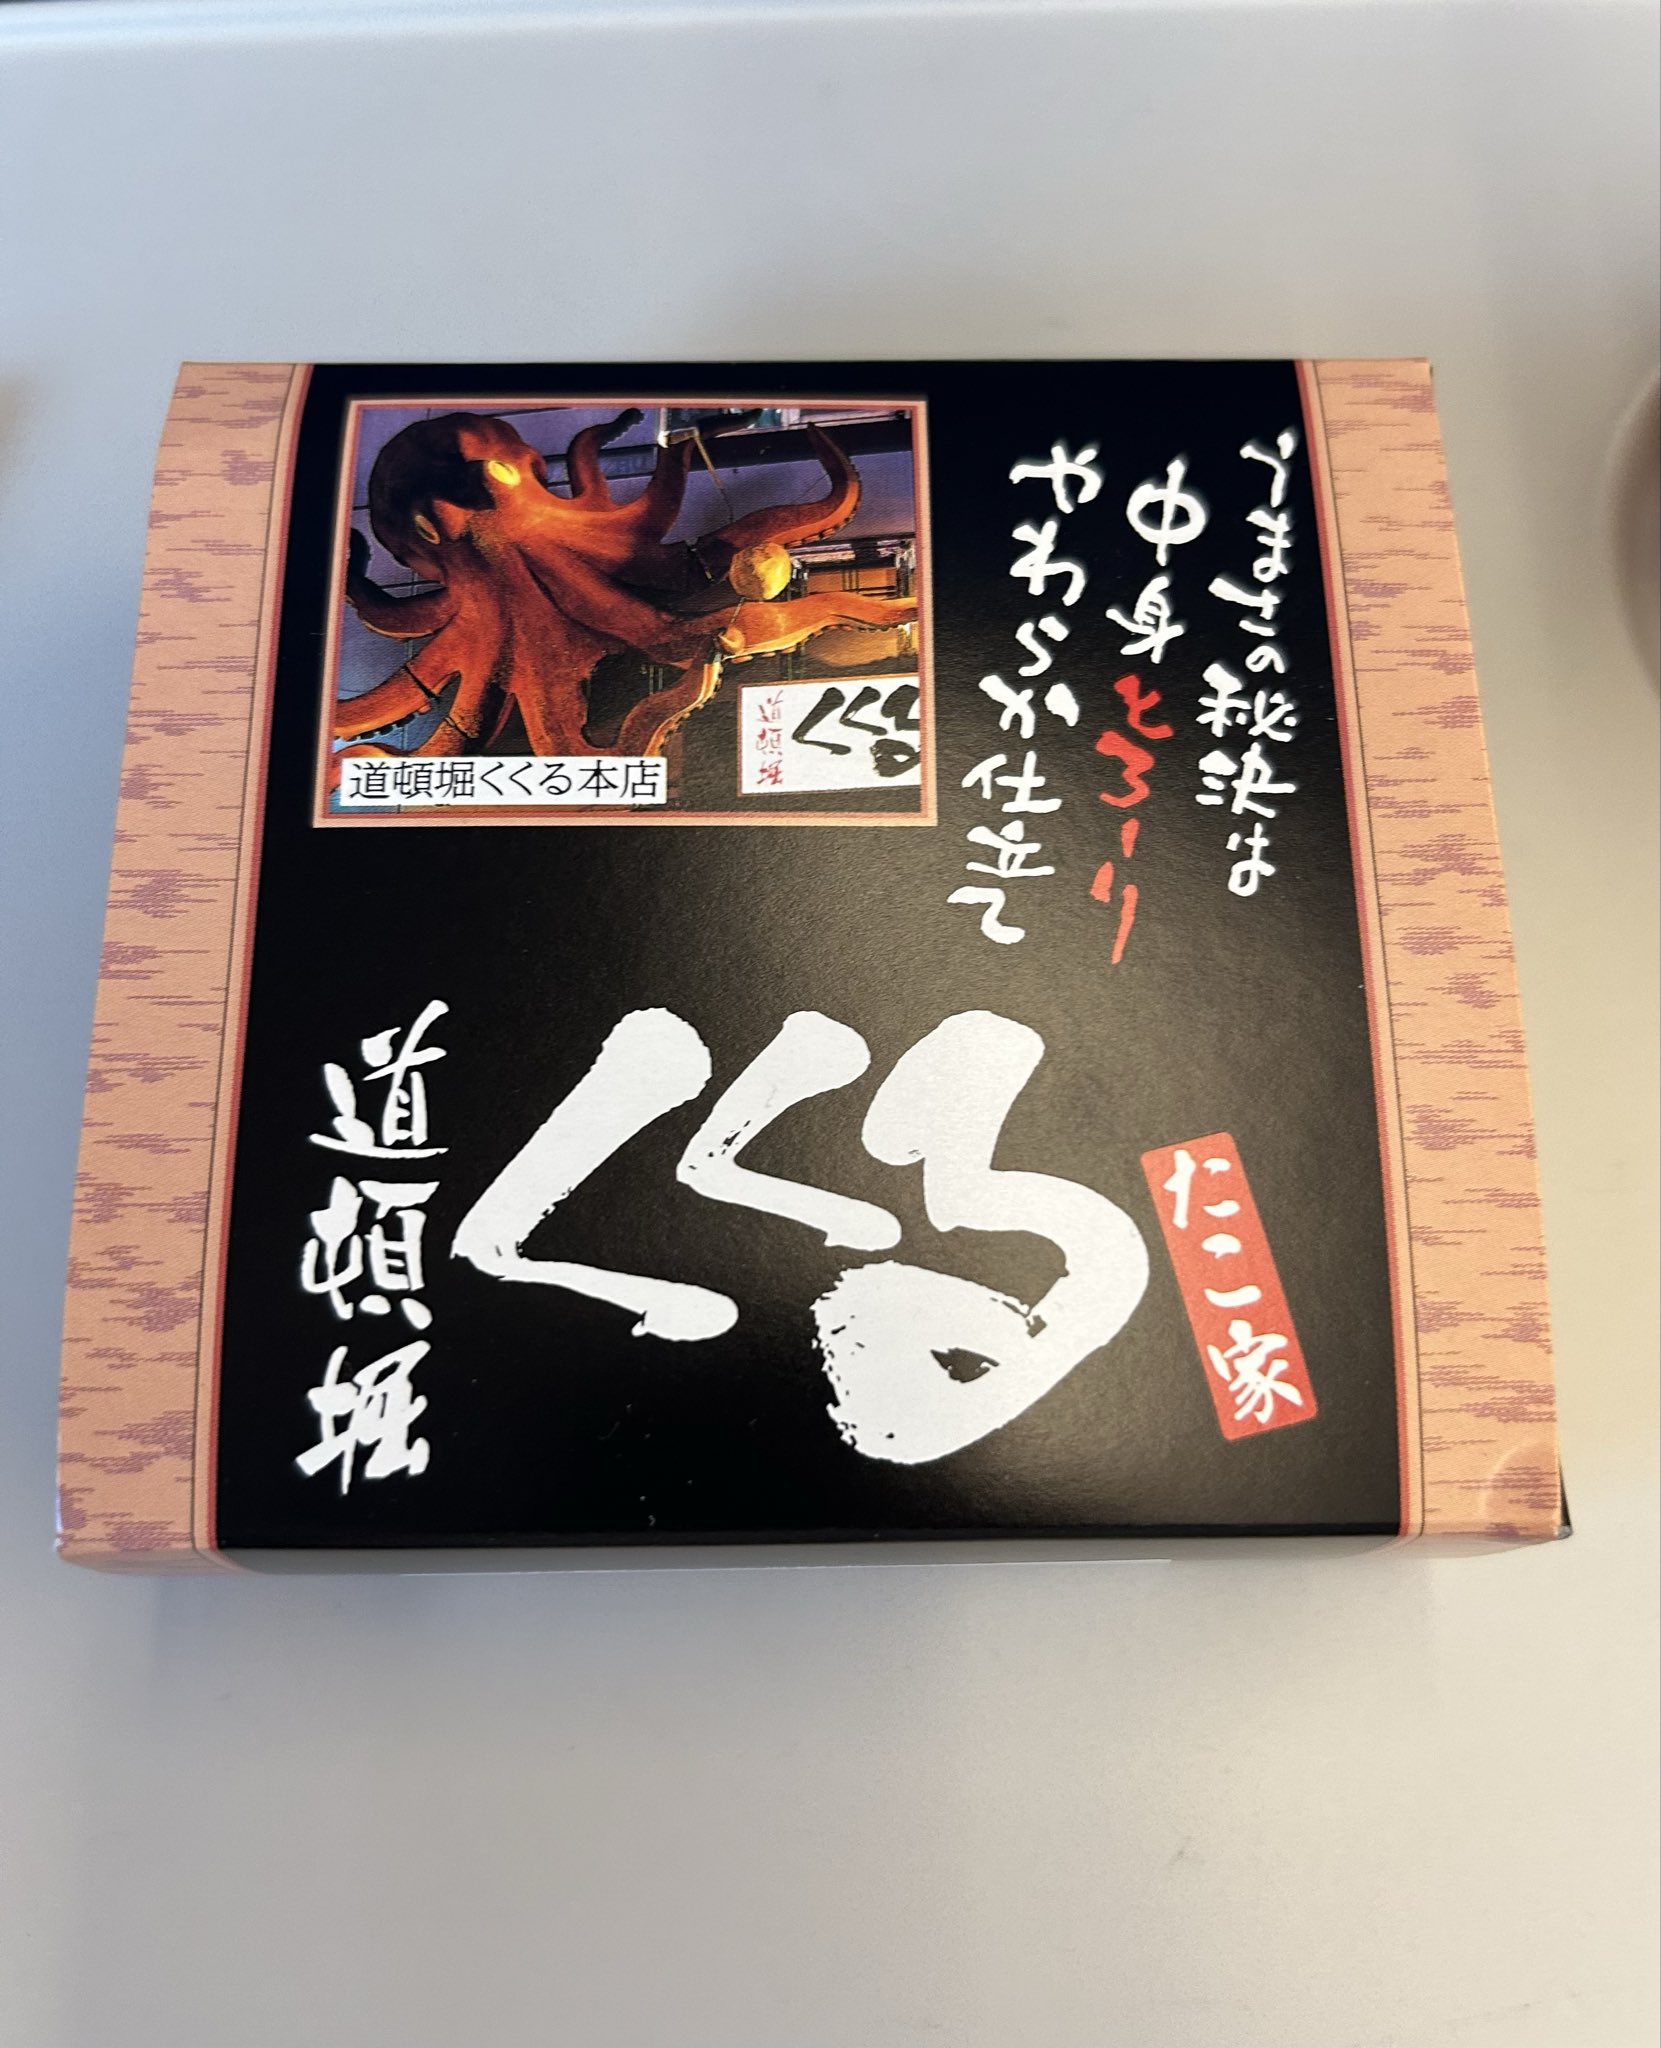 うまさの秘決は
中身とろーり
やわらか仕立て
道頓堀
くくる
道頓堀くくる本店
たこ家
道頓堀
くくる